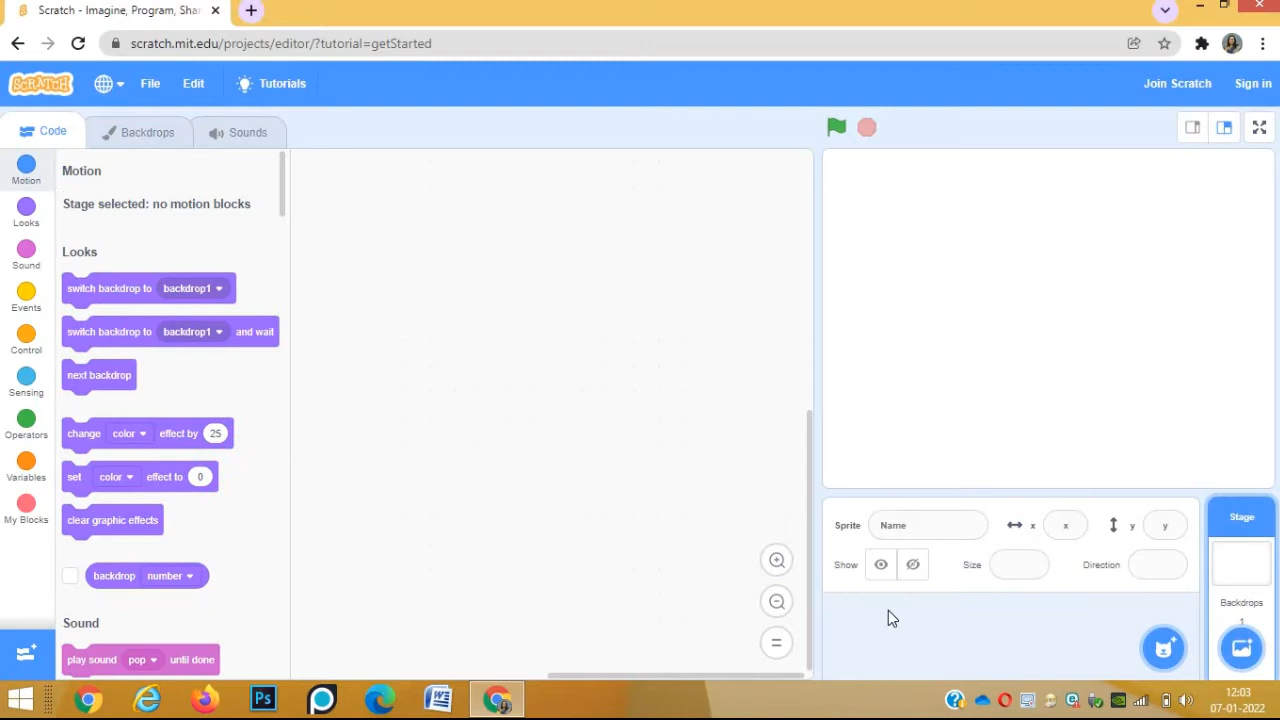 Scratch - Imagine, Program, Shar
scratch.mit.edu/projects/editor/?tutorial=getStarted
SCRATCH
File
Edit
Tutorials
Join Scratch
Sign in
Code
Backdrops
Sounds
Motion
Looks
Sound
Events
Control
Sensing
Operators
Variables
My Blocks
Motion
Stage selected: no motion blocks
Looks
switch backdrop to backdrop1
switch backdrop to backdrop1 and wait
next backdrop
change color effect by 25
set color effect to 0
clear graphic effects
backdrop number
Sound
play sound pop until done
Sprite Name x x y y
Show Size Direction
Stage
Backdrops
1
Ps
12:03
07-01-2022